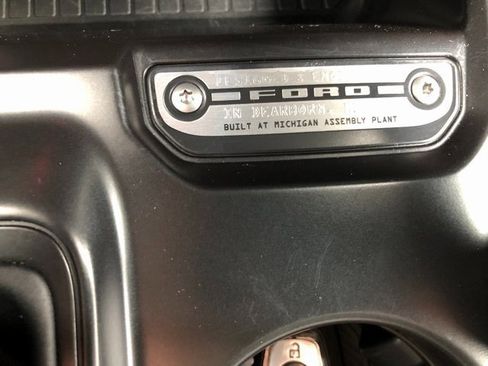 FORD
IN DEARBORN,
BUILT AT MICHIGAN ASSEMBLY PLANT